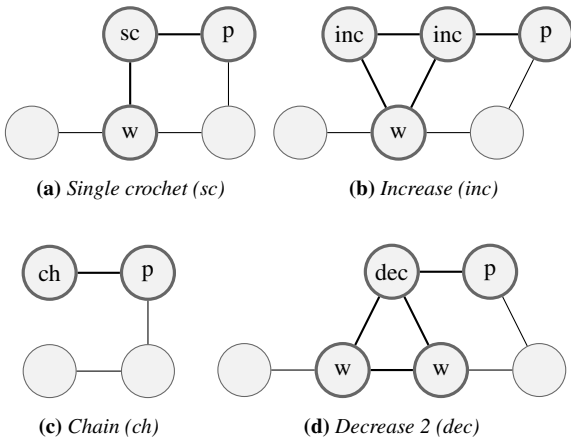 sc p
w
(a) Single crochet (sc)
inc inc p
w
(b) Increase (inc)
ch p
(c) Chain (ch)
dec p
w w
(d) Decrease 2 (dec)